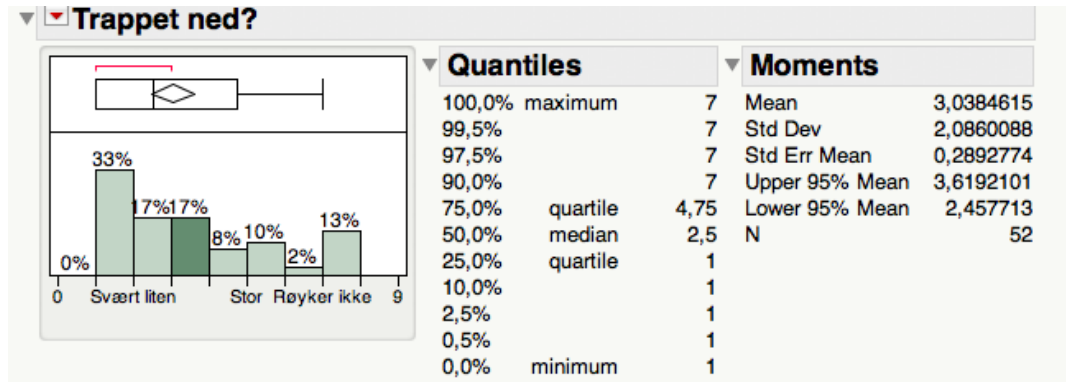 Trappet ned?
33%
17%
17%
8%
10%
2%
13%
0%
0 Svært liten Stor Røyker ikke 9
Quantiles
100,0% maximum 7
99,5% 7
97,5% 7
90,0% 7
75,0% quartile 4,75
50,0% median 2,5
25,0% quartile 1
10,0% 1
2,5% 1
0,5% 1
0,0% minimum 1
Moments
Mean 3,0384615
Std Dev 2,0860088
Std Err Mean 0,2892774
Upper 95% Mean 3,6192101
Lower 95% Mean 2,457713
N 52